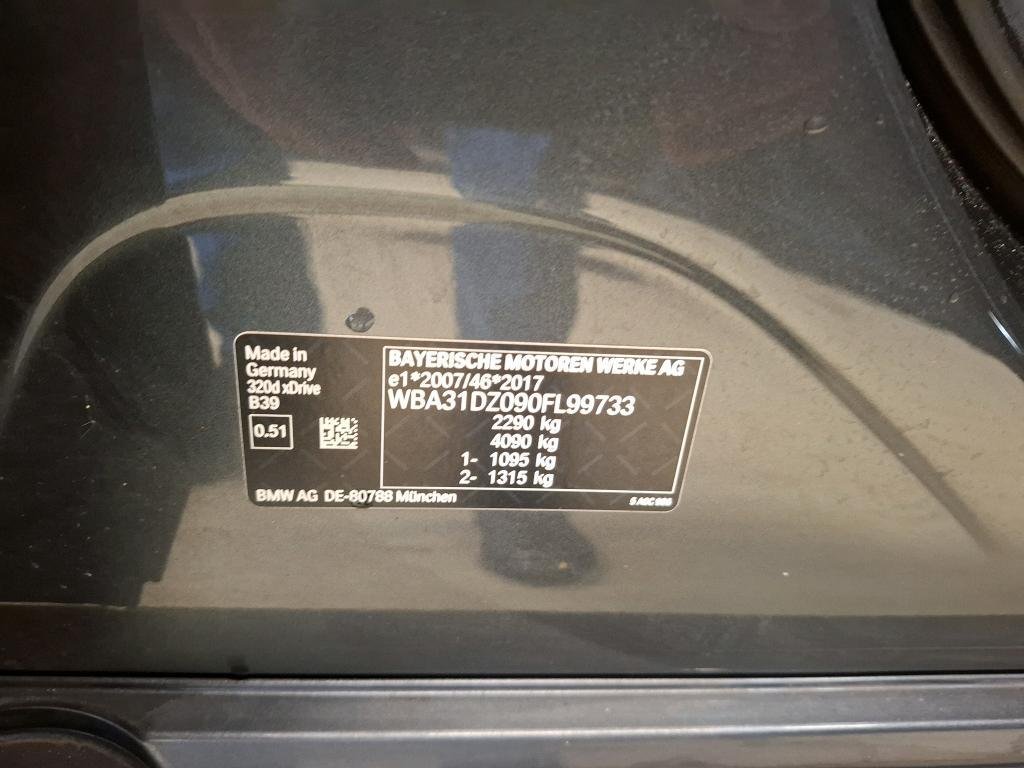 Made in
Germany
320d xDrive
B39
0.51
BAYERISCHE MOTOREN WERKE AG
e1*2007/46*2017
WBA31DZ090FL99733
2290 kg
4090 kg
1- 1095 kg
2- 1315 kg
BMW AG DE-80788 München